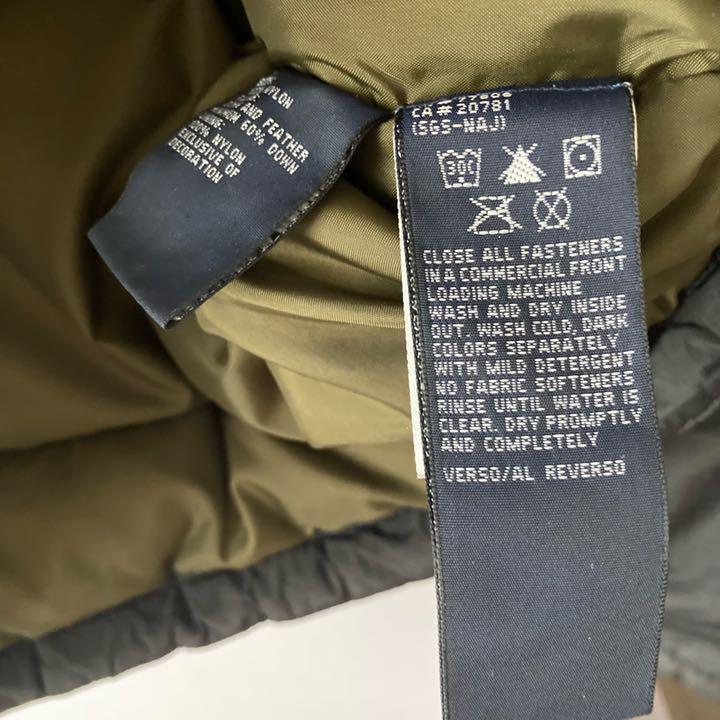 NYLON
AND FEATHER
60% DOWN
NYLON
EXCLUSIVE OF
DECORATION
CA# 20781
(SGS-NAJ)
30
CLOSE ALL FASTENERS
IN A COMMERCIAL FRONT
LOADING MACHINE
WASH AND DRY INSIDE
OUT. WASH COLD, DARK
COLORS SEPARATELY
WITH MILD DETERGENT
NO FABRIC SOFTENERS
RINSE UNTIL WATER IS
CLEAR. DRY PROMPTLY
AND COMPLETELY
VERSO/AL REVERSO